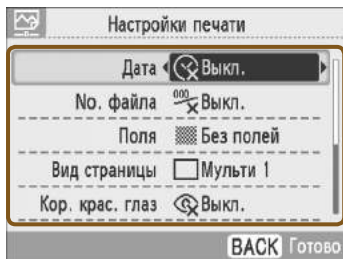 Настройки печати
Дата Выкл.
No. файла Выкл.
Поля Без полей
Вид страницы Мульти 1
Кор. крас. глаз Выкл.
BACK Готово